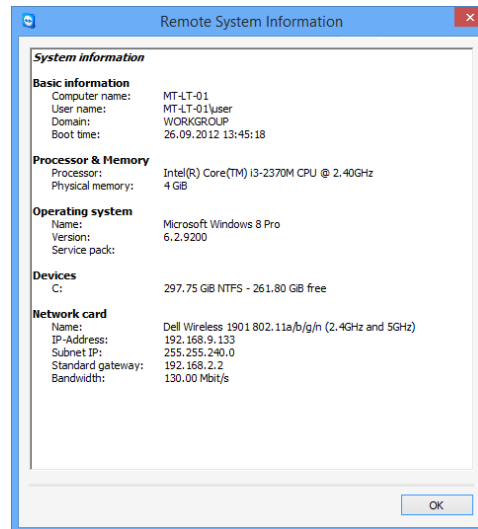 Remote System Information
System information
Basic information
Computer name: MT-LT-01
User name: MT-LT-01\user
Domain: WORKGROUP
Boot time: 26.09.2012 13:45:18
Processor & Memory
Processor: Intel(R) Core(TM) i3-2370M CPU @ 2.40GHz
Physical memory: 4 GiB
Operating system
Name: Microsoft Windows 8 Pro
Version: 6.2.9200
Service pack:
Devices
C: 297.75 GiB NTFS - 261.80 GiB free
Network card
Name: Dell Wireless 1901 802.11a/b/g/n (2.4GHz and 5GHz)
IP-Address: 192.168.9.133
Subnet IP: 255.255.240.0
Standard gateway: 192.168.2.2
Bandwidth: 130.00 Mbit/s
OK